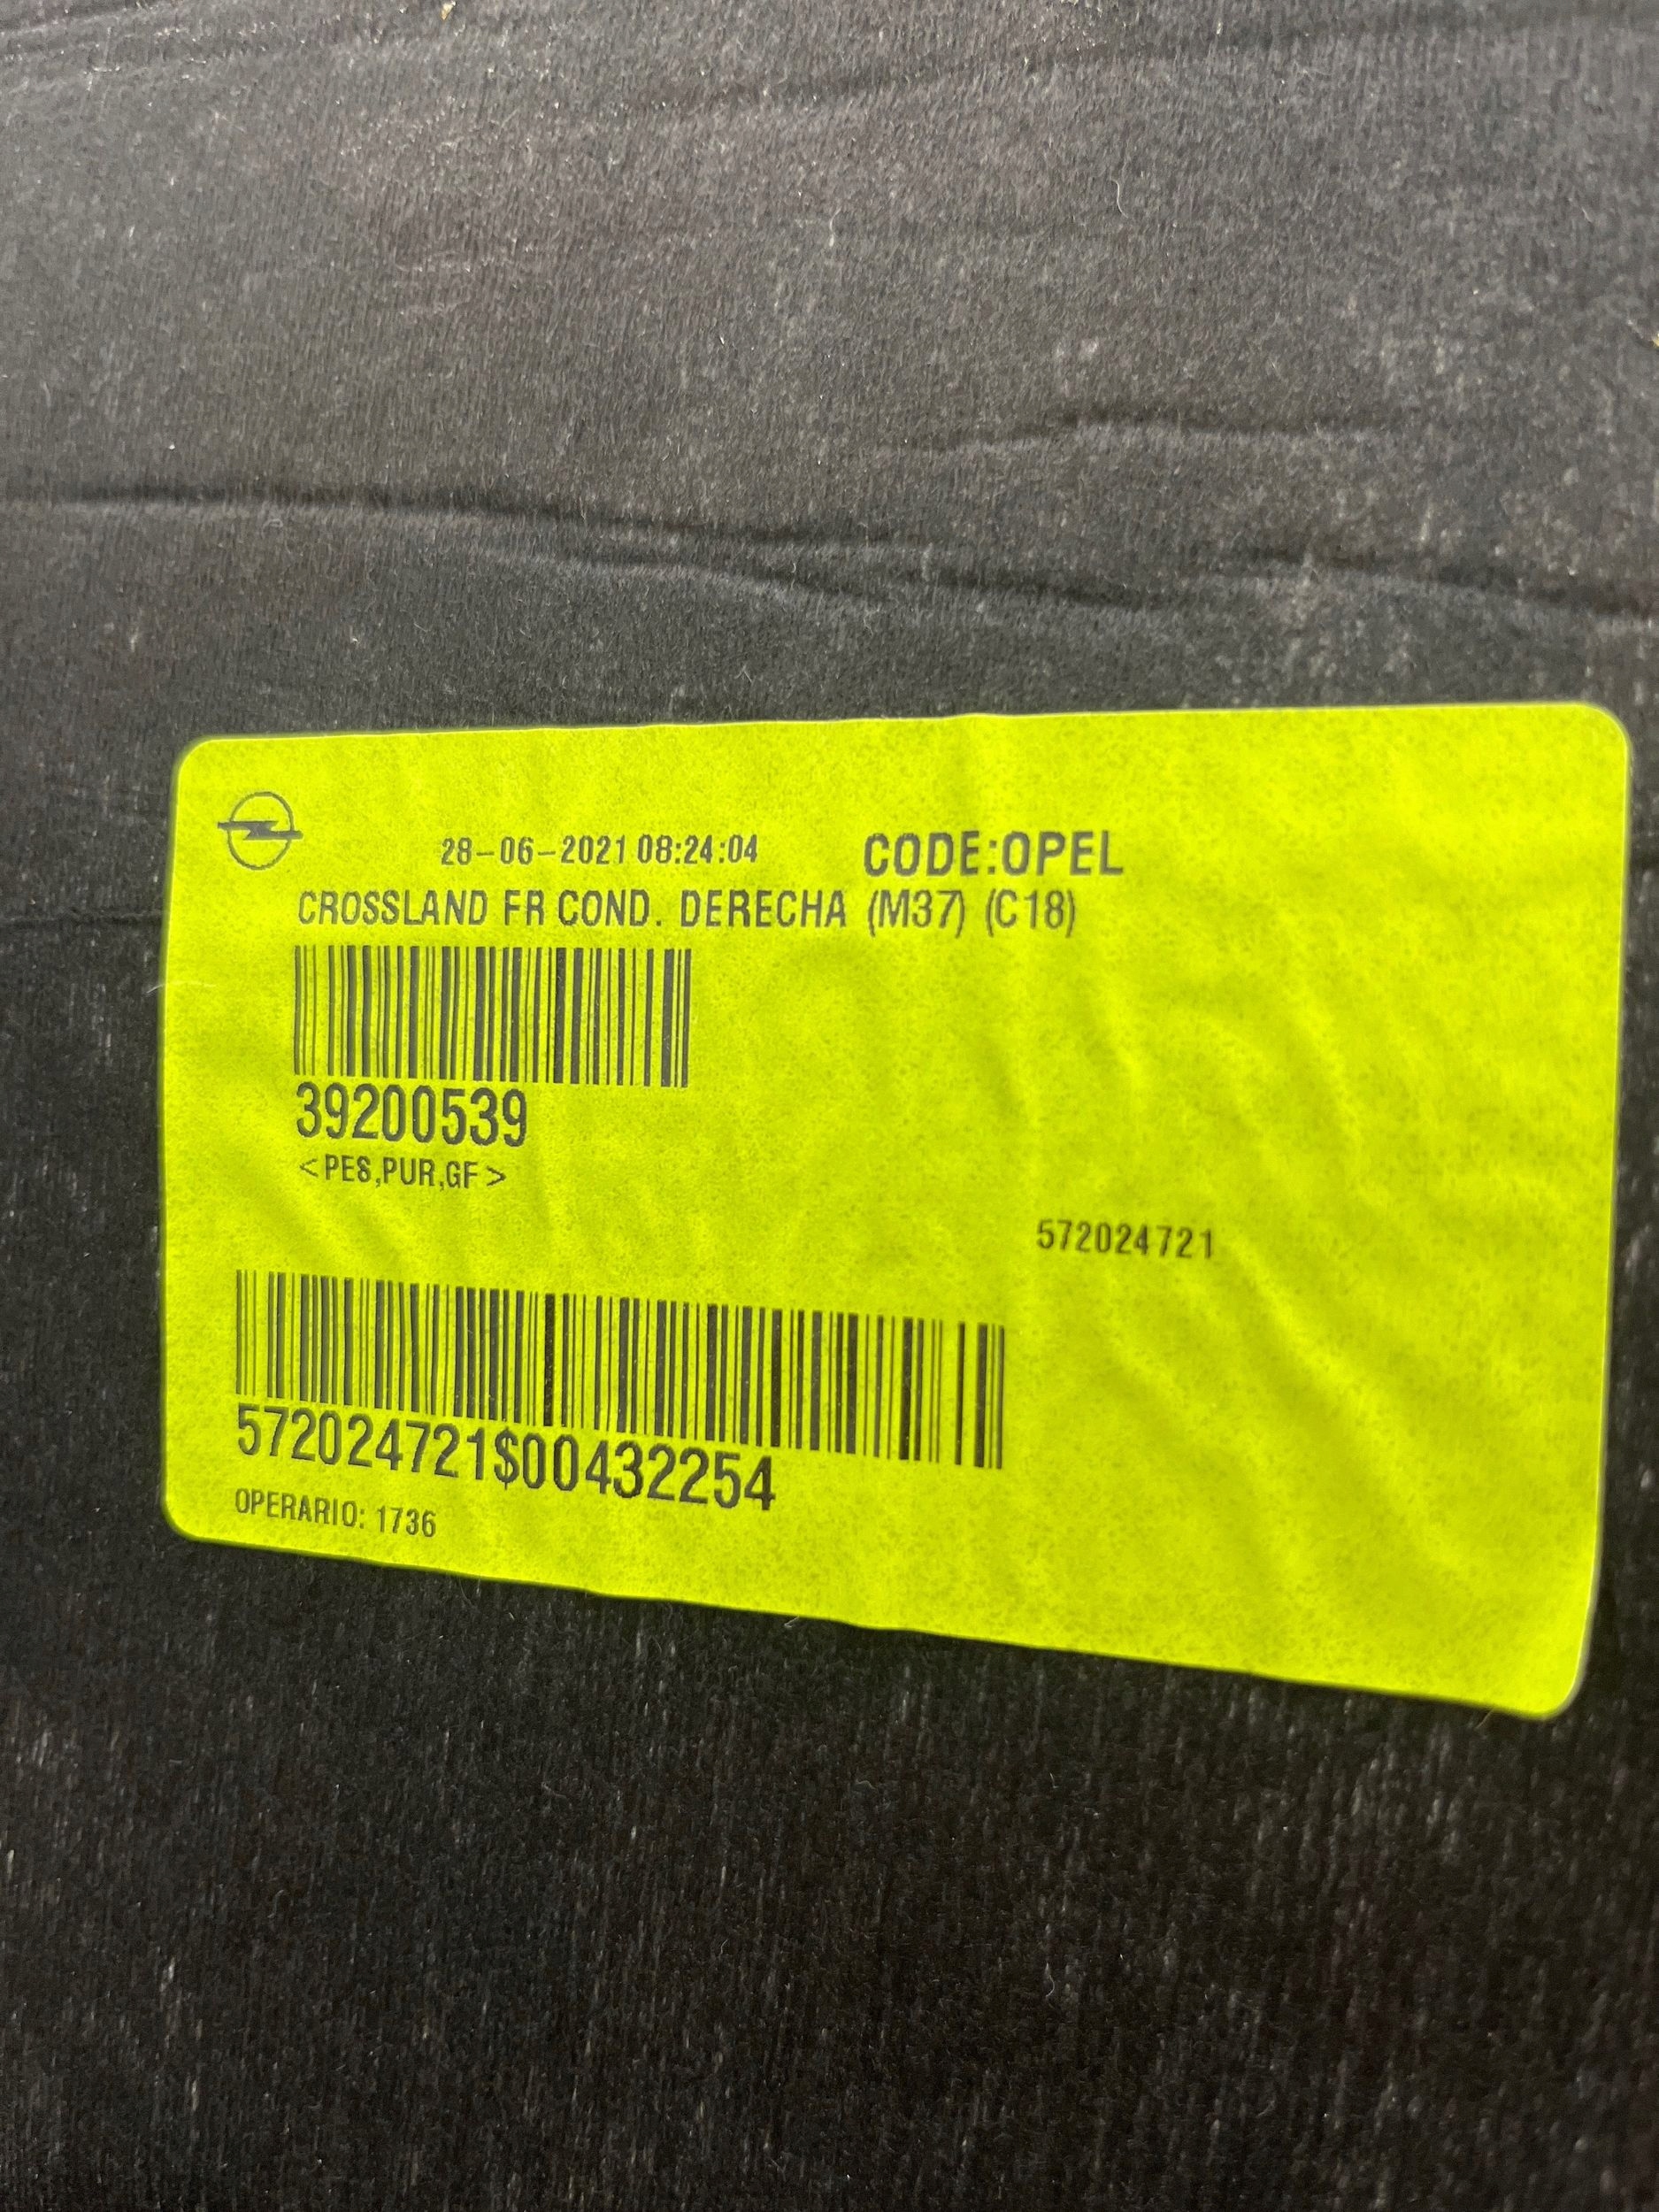 28-06-2021 08:24:04 CODE:OPEL
CROSSLAND FR COND. DERECHA (M37) (C18)
39200539
<PES,PUR,GF>
572024721
572024721$00432254
OPERARIO: 1736